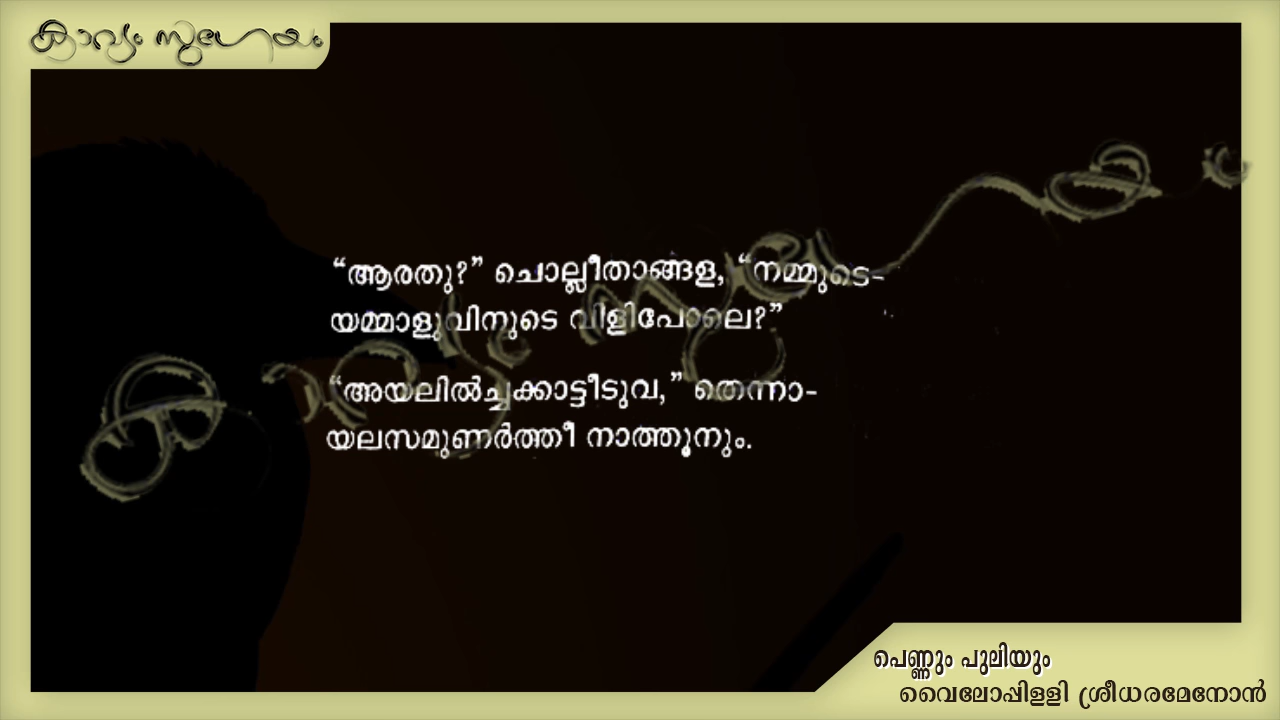 കാവ്യം സുഗേയം
“ആരതു?” ചൊല്ലീതാങ്ങള, “നമ്മുടെ-
യമ്മാളുവിനുടെ വിളിപോലെ?”
“അയലിൽച്ചക്കാട്ടീടുവ,” തെന്നാ-
യലസമുണർത്തീ നാത്തൂനും.
പെണ്ണും പുലിയും
വൈലോപ്പിള്ളി ശ്രീധരമേനോൻ